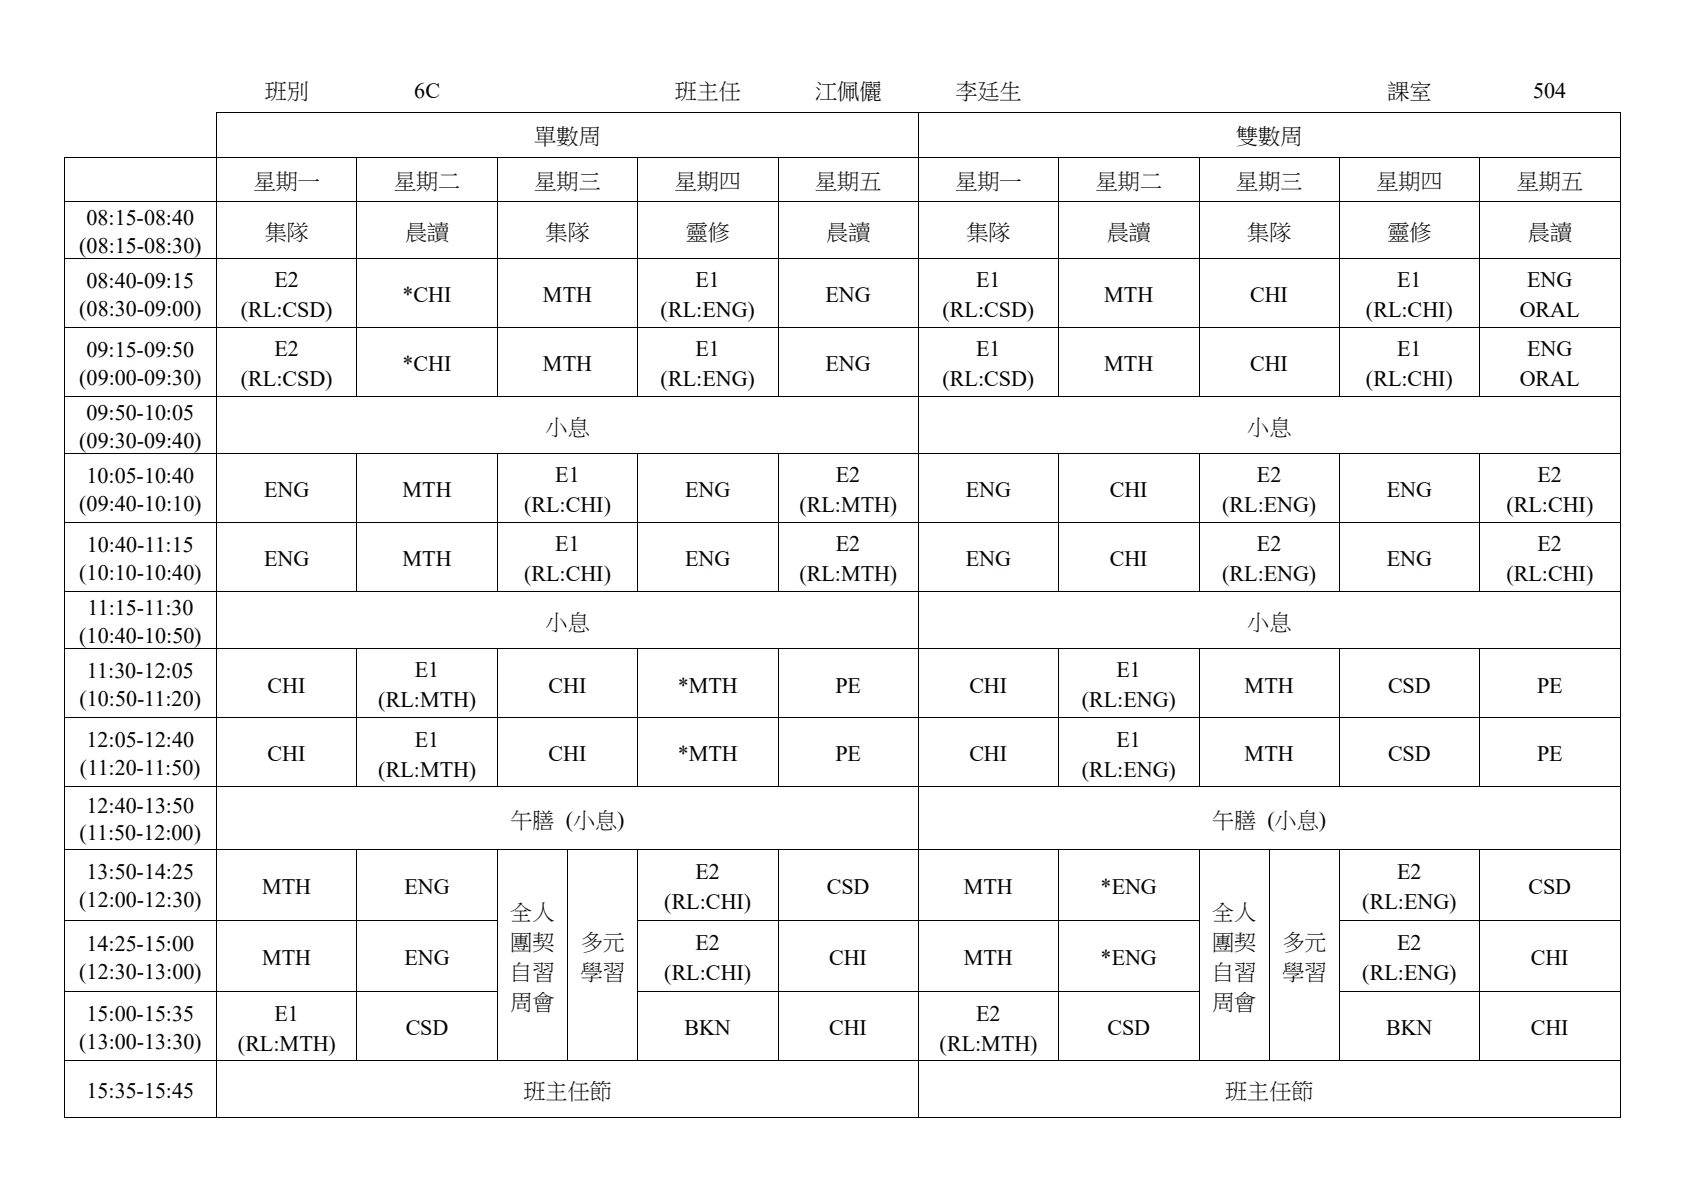 班別 6C 班主任 江佩儷 李廷生 課室 504
單數周 雙數周
星期一 星期二 星期三 星期四 星期五 星期一 星期二 星期三 星期四 星期五
08:15-08:40
(08:15-08:30)
集隊 晨讀 集隊 靈修 晨讀 集隊 晨讀 集隊 靈修 晨讀
08:40-09:15
(08:30-09:00)
E2
(RL:CSD)
*CHI
MTH
E1
(RL:ENG)
ENG
E1
(RL:CSD)
MTH
CHI
E1
(RL:CHI)
ENG
ORAL
09:15-09:50
(09:00-09:30)
E2
(RL:CSD)
*CHI
MTH
E1
(RL:ENG)
ENG
E1
(RL:CSD)
MTH
CHI
E1
(RL:CHI)
ENG
ORAL
09:50-10:05
(09:30-09:40)
小息 小息
10:05-10:40
(09:40-10:10)
ENG
MTH
E1
(RL:CHI)
ENG
E2
(RL:MTH)
ENG
CHI
E2
(RL:ENG)
ENG
E2
(RL:CHI)
10:40-11:15
(10:10-10:40)
ENG
MTH
E1
(RL:CHI)
ENG
E2
(RL:MTH)
ENG
CHI
E2
(RL:ENG)
ENG
E2
(RL:CHI)
11:15-11:30
(10:40-10:50)
小息 小息
11:30-12:05
(10:50-11:20)
CHI
E1
(RL:MTH)
CHI
*MTH
PE
CHI
E1
(RL:ENG)
MTH
CSD
PE
12:05-12:40
(11:20-11:50)
CHI
E1
(RL:MTH)
CHI
*MTH
PE
CHI
E1
(RL:ENG)
MTH
CSD
PE
12:40-13:50
(11:50-12:00)
午膳 (小息) 午膳 (小息)
13:50-14:25
(12:00-12:30)
MTH
ENG
全人
團契
自習
周會
多元
學習
E2
(RL:CHI)
CSD
MTH
*ENG
全人
團契
自習
周會
多元
學習
E2
(RL:ENG)
CSD
14:25-15:00
(12:30-13:00)
MTH
ENG
E2
(RL:CHI)
CHI
MTH
*ENG
E2
(RL:ENG)
CHI
15:00-15:35
(13:00-13:30)
E1
(RL:MTH)
CSD
BKN
CHI
E2
(RL:MTH)
CSD
BKN
CHI
15:35-15:45
班主任節 班主任節